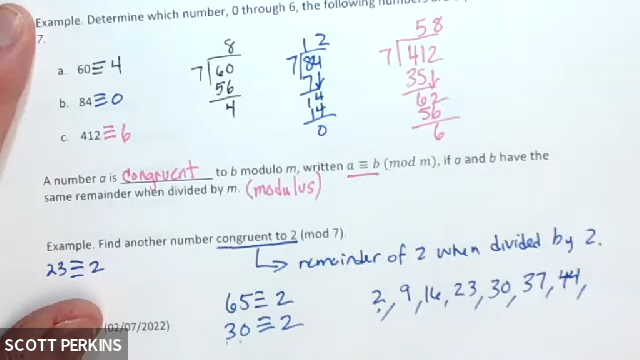 Example. Determine which number, 0 through 6, the following numbers are
7.
a. 60≡4
b. 84≡0
c. 412≡6
8
7 60
56
4
12
7 84
7↓
14
14
0
58
7 412
35↓
62
56
6
A number a is congruent to b modulo m, written a ≡ b (mod m), if a and b have the
same remainder when divided by m. (modulus)
Example. Find another number congruent to 2 (mod 7).
↳ remainder of 2 when divided by 2.
23≡2
65≡2
30≡2
2, 9, 16, 23, 30, 37, 44,
(02/07/2022)
SCOTT PERKINS